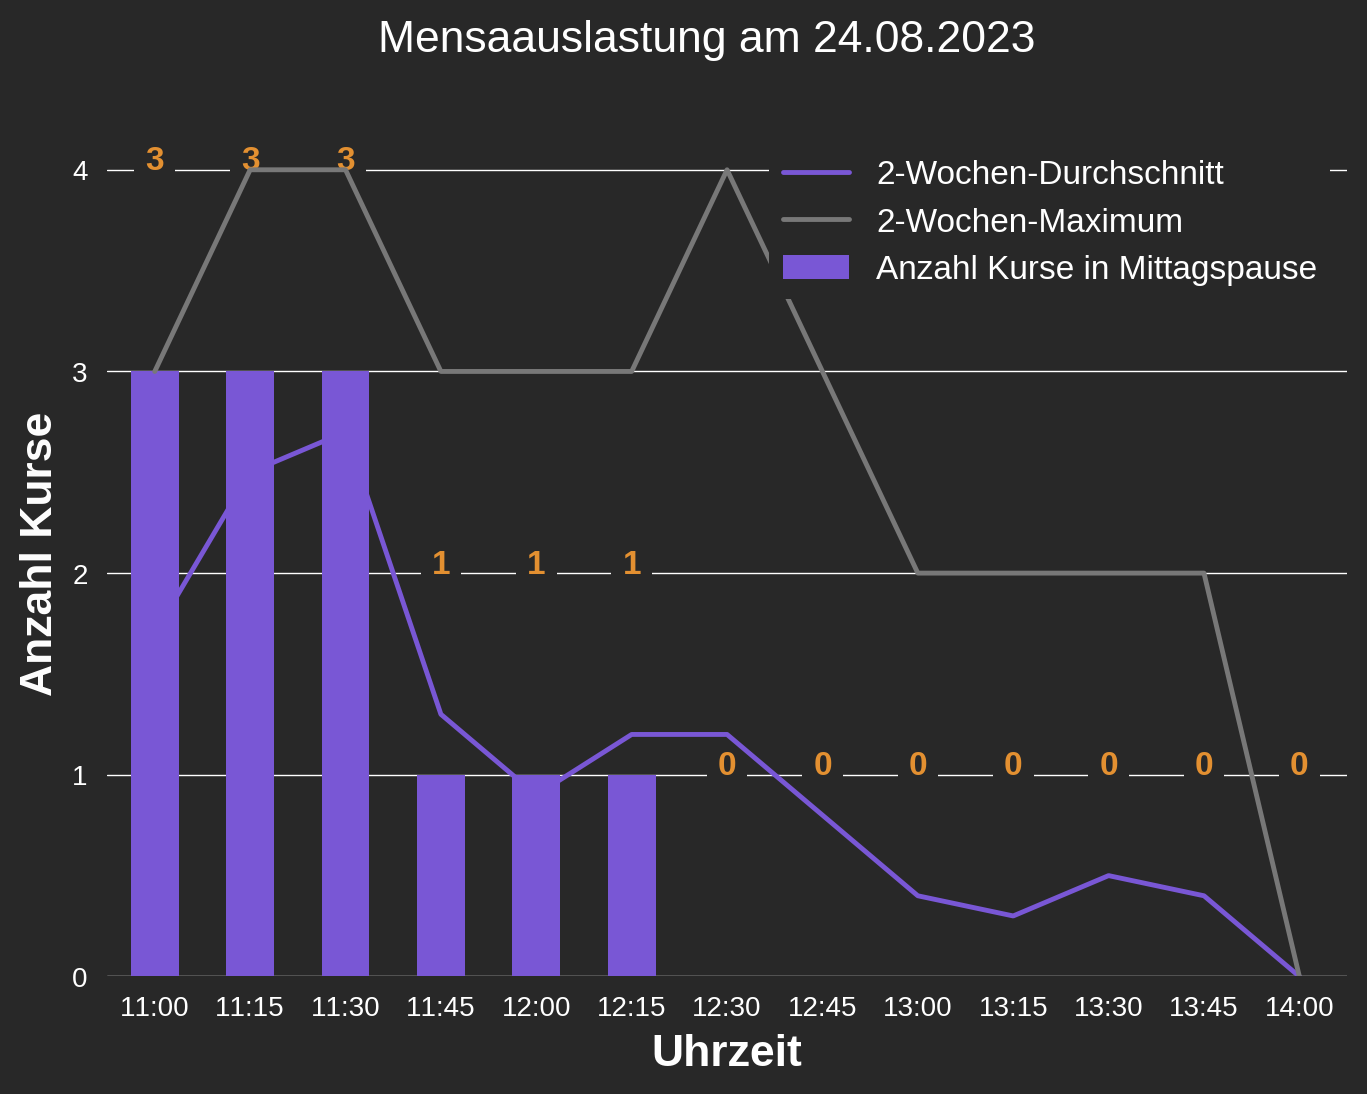 Mensaauslastung am 24.08.2023
3 3 3
4
2-Wochen-Durchschnitt
2-Wochen-Maximum
Anzahl Kurse in Mittagspause
3
Anzahl Kurse
1 1 1
2
0 0 0 0 0 0 0
1
0
11:00 11:15 11:30 11:45 12:00 12:15 12:30 12:45 13:00 13:15 13:30 13:45 14:00
Uhrzeit